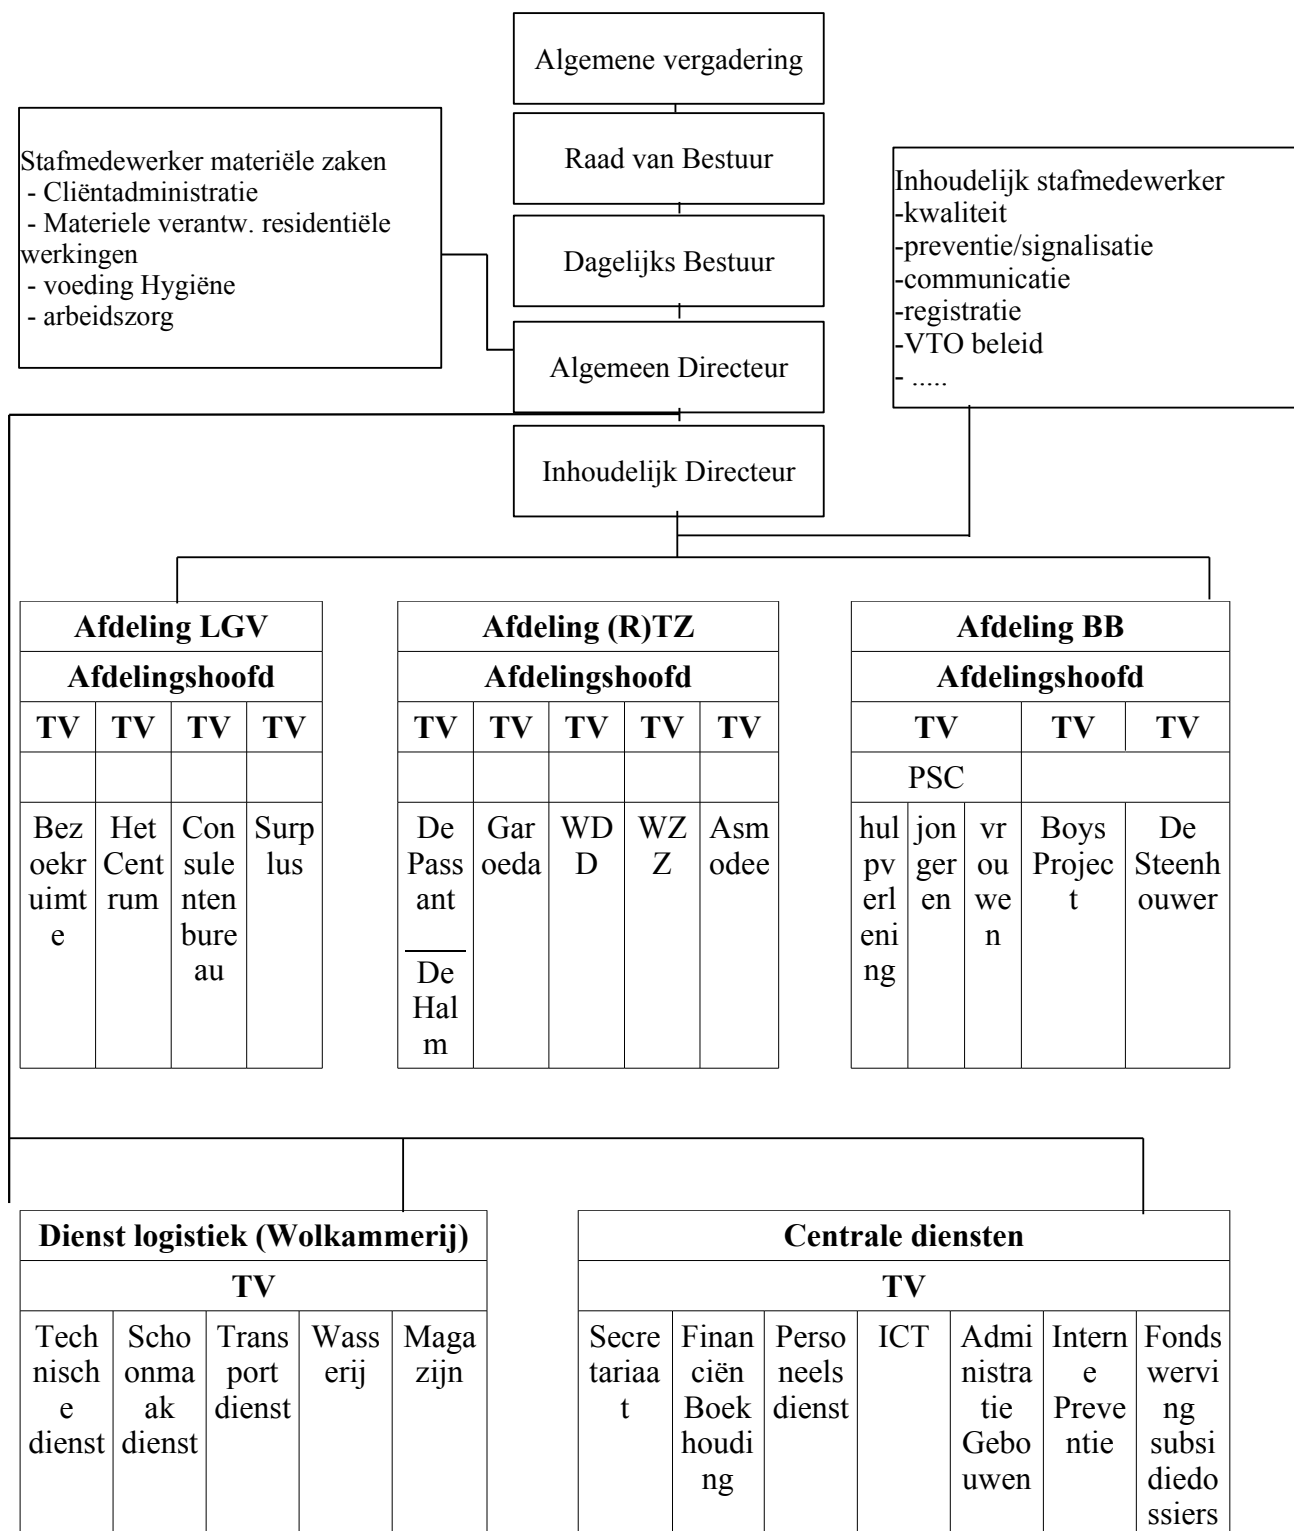 Algemene vergadering
Raad van Bestuur
Dagelijks Bestuur
Algemeen Directeur
Inhoudelijk Directeur
Stafmedewerker materiële zaken
- Cliëntadministratie
- Materiele verantw. residentiële
werkingen
- voeding Hygiëne
- arbeidszorg
Inhoudelijk stafmedewerker
-kwaliteit
-preventie/signalisatie
-communicatie
-registratie
-VTO beleid
- .....
Afdeling LGV
Afdelingshoofd
TV TV TV TV
Bez
oekr
uimt
e
Het
Cent
rum
Con
sule
nten
bure
au
Surp
lus
Afdeling (R)TZ
Afdelingshoofd
TV TV TV TV TV
De
Pass
ant
De
Hal
m
Gar
oeda
WD
D
WZ
Z
Asm
odee
Afdeling BB
Afdelingshoofd
TV TV TV
PSC
hul
pv
erl
eni
ng
jon
ger
en
vr
ou
we
n
Boys
Projec
t
De
Steenh
ouwer
Dienst logistiek (Wolkammerij)
TV
Tech
nisch
e
dienst
Scho
onma
ak
dienst
Trans
port
dienst
Wass
erij
Maga
zijn
Centrale diensten
TV
Secre
tariaa
t
Finan
ciën
Boek
houdi
ng
Perso
neels
dienst
ICT
Admi
nistra
tie
Gebo
uwen
Intern
e
Preve
ntie
Fonds
wervi
ng
subsi
diedo
ssiers